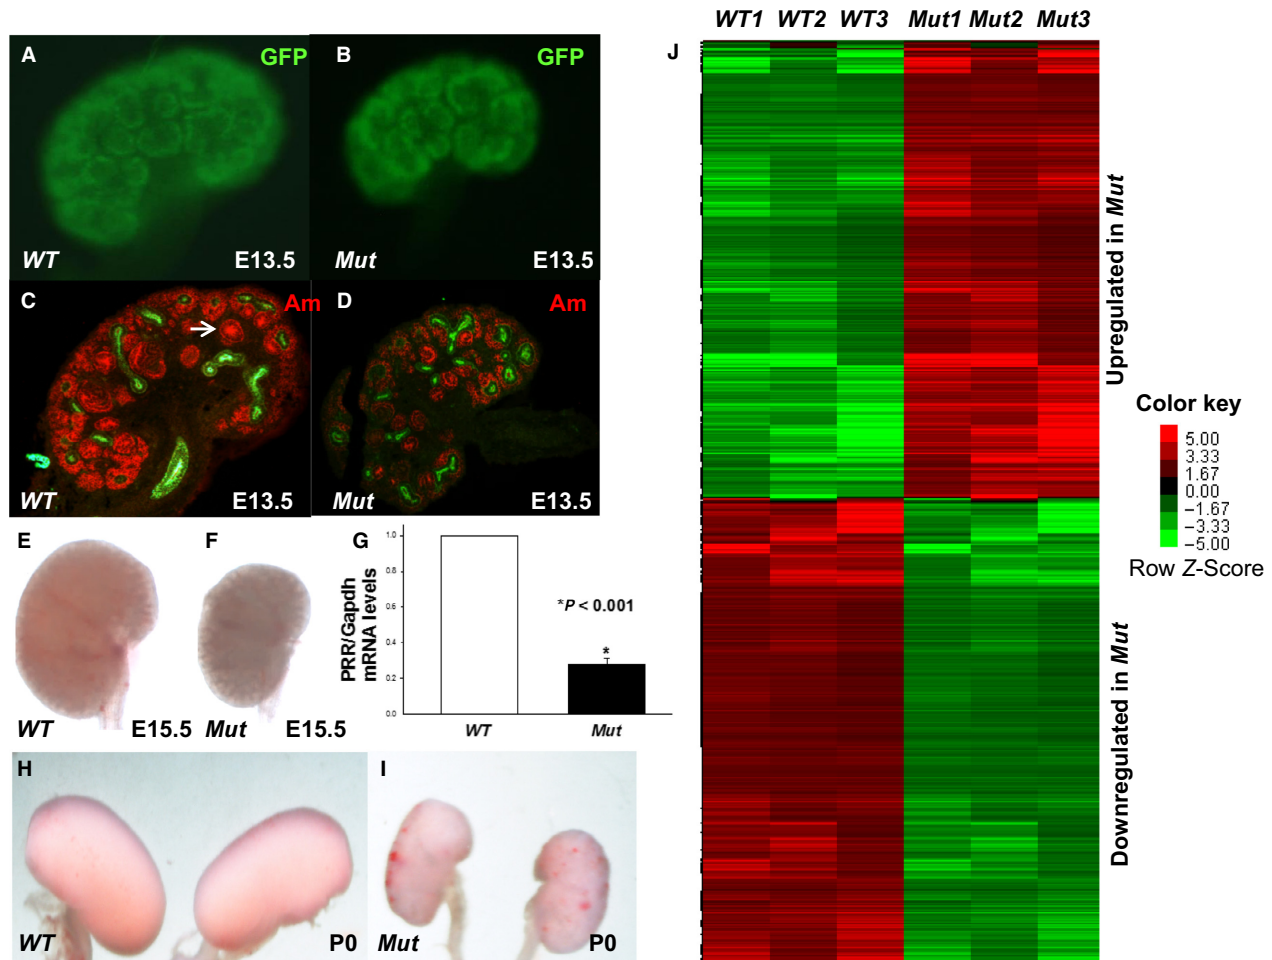 WT1 WT2 WT3 Mut1 Mut2 Mut3
A GFP
WT E13.5
B GFP
Mut E13.5
C Am
WT E13.5
D Am
Mut E13.5
E
WT E15.5
F
Mut E15.5
G
PRR/Gapdh
mRNA levels
1.0
0.8
0.6
0.4
0.2
0.0
*P < 0.001
*
WT Mut
H
WT P0
I
Mut P0
J
Upregulated in Mut
Downregulated in Mut
Color key
5.00
3.33
1.67
0.00
−1.67
−3.33
−5.00
Row Z-Score